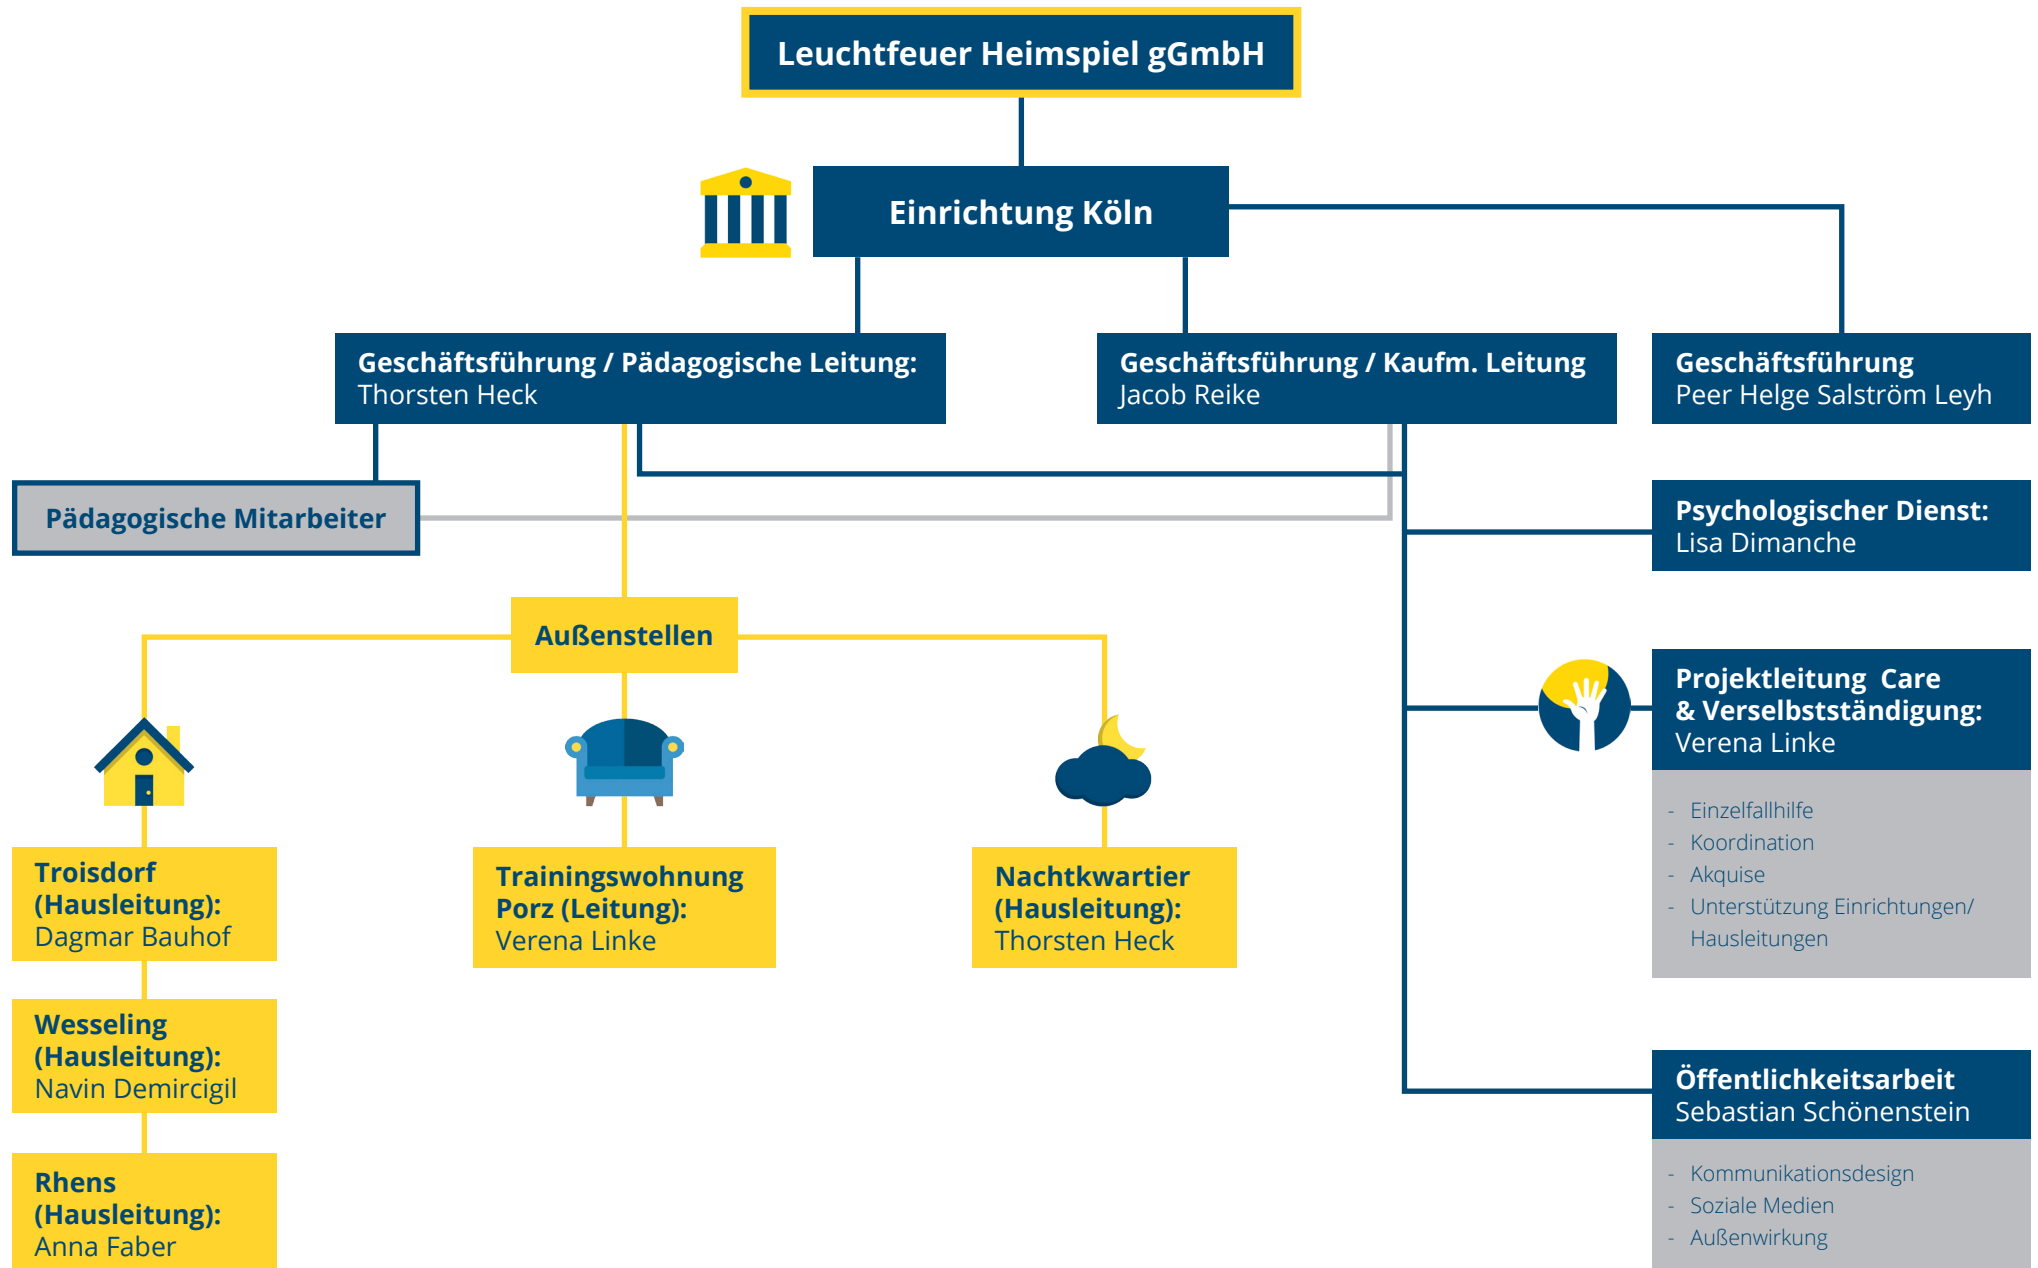 Leuchtfeuer Heimspiel gGmbH
Einrichtung Köln
Geschäftsführung / Pädagogische Leitung:
Thorsten Heck
Geschäftsführung / Kaufm. Leitung
Jacob Reike
Geschäftsführung
Peer Helge Salström Leyh
Pädagogische Mitarbeiter
Psychologischer Dienst:
Lisa Dimanche
Außenstellen
Projektleitung Care
& Verselbstständigung:
Verena Linke
- Einzelfallhilfe
- Koordination
- Akquise
- Unterstützung Einrichtungen/
Hausleitungen
Troisdorf
(Hausleitung):
Dagmar Bauhof
Trainingswohnung
Porz (Leitung):
Verena Linke
Nachtkwartier
(Hausleitung):
Thorsten Heck
Wesseling
(Hausleitung):
Navin Demircigil
Rhens
(Hausleitung):
Anna Faber
Öffentlichkeitsarbeit
Sebastian Schönenstein
- Kommunikationsdesign
- Soziale Medien
- Außenwirkung